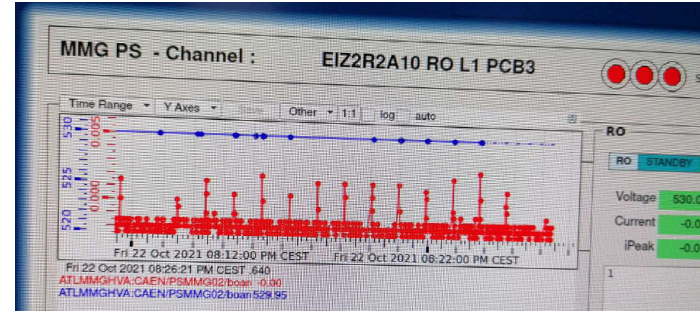 MMG PS - Channel : EIZ2R2A10 RO L1 PCB3
Time Range Y Axes Other 1:1 log auto
530
525
520
0.005
0.000
Fri 22 Oct 2021 08:12:00 PM CEST Fri 22 Oct 2021 08:22:00 PM CEST
Fri 22 Oct 2021 08:26:21 PM CEST .640
ATLMMGHVA:CAEN/PSMMG02/boar -0.00
ATLMMGHVA:CAEN/PSMMG02/boar 529.95
RO
RO STANDBY
Voltage 530.0
Current -0.0
iPeak -0.0
1